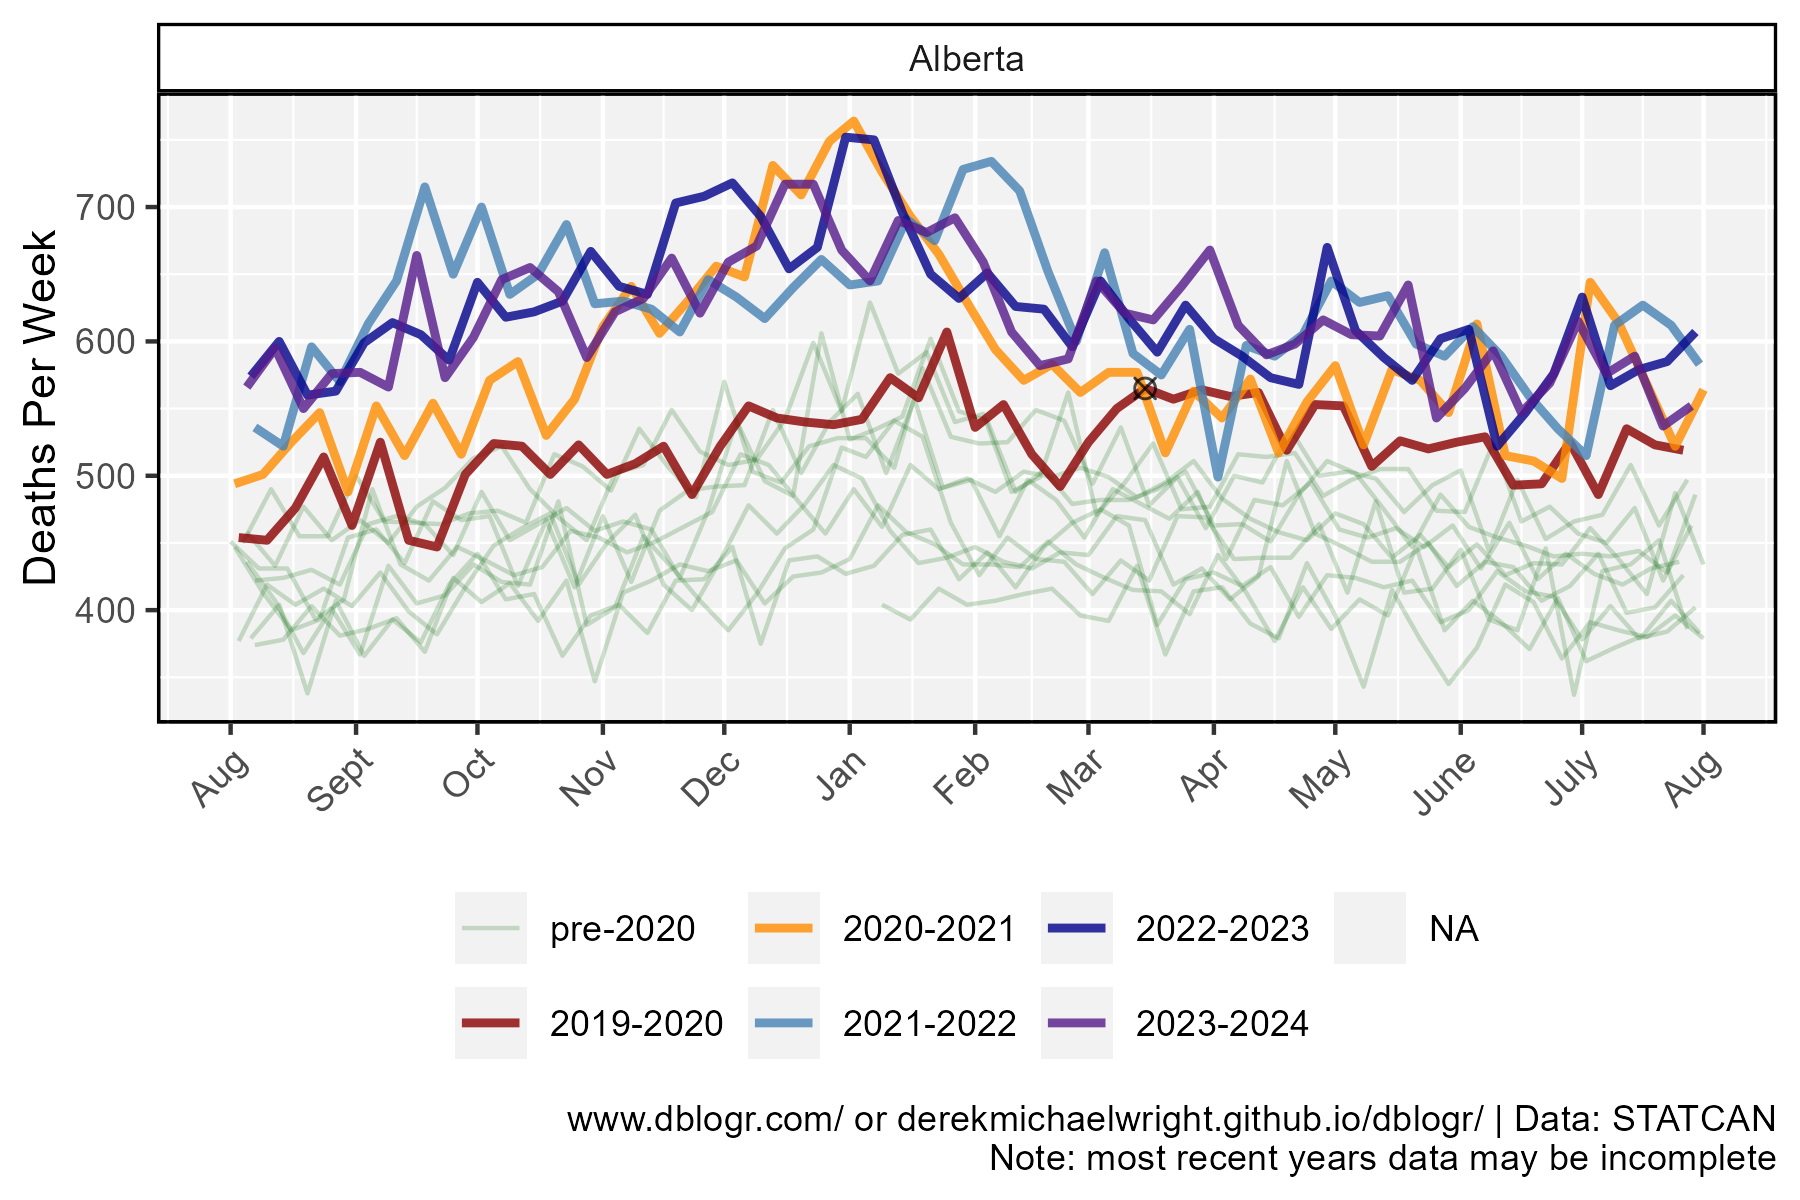 Alberta
Deaths Per Week
700
600
500
400
Aug
Sept
Oct
Nov
Dec
Jan
Feb
Mar
Apr
May
June
July
Aug
pre-2020
2020-2021
2022-2023
NA
2019-2020
2021-2022
2023-2024
www.dblogr.com/ or derekmichaelwright.github.io/dblogr/ | Data: STATCAN
Note: most recent years data may be incomplete